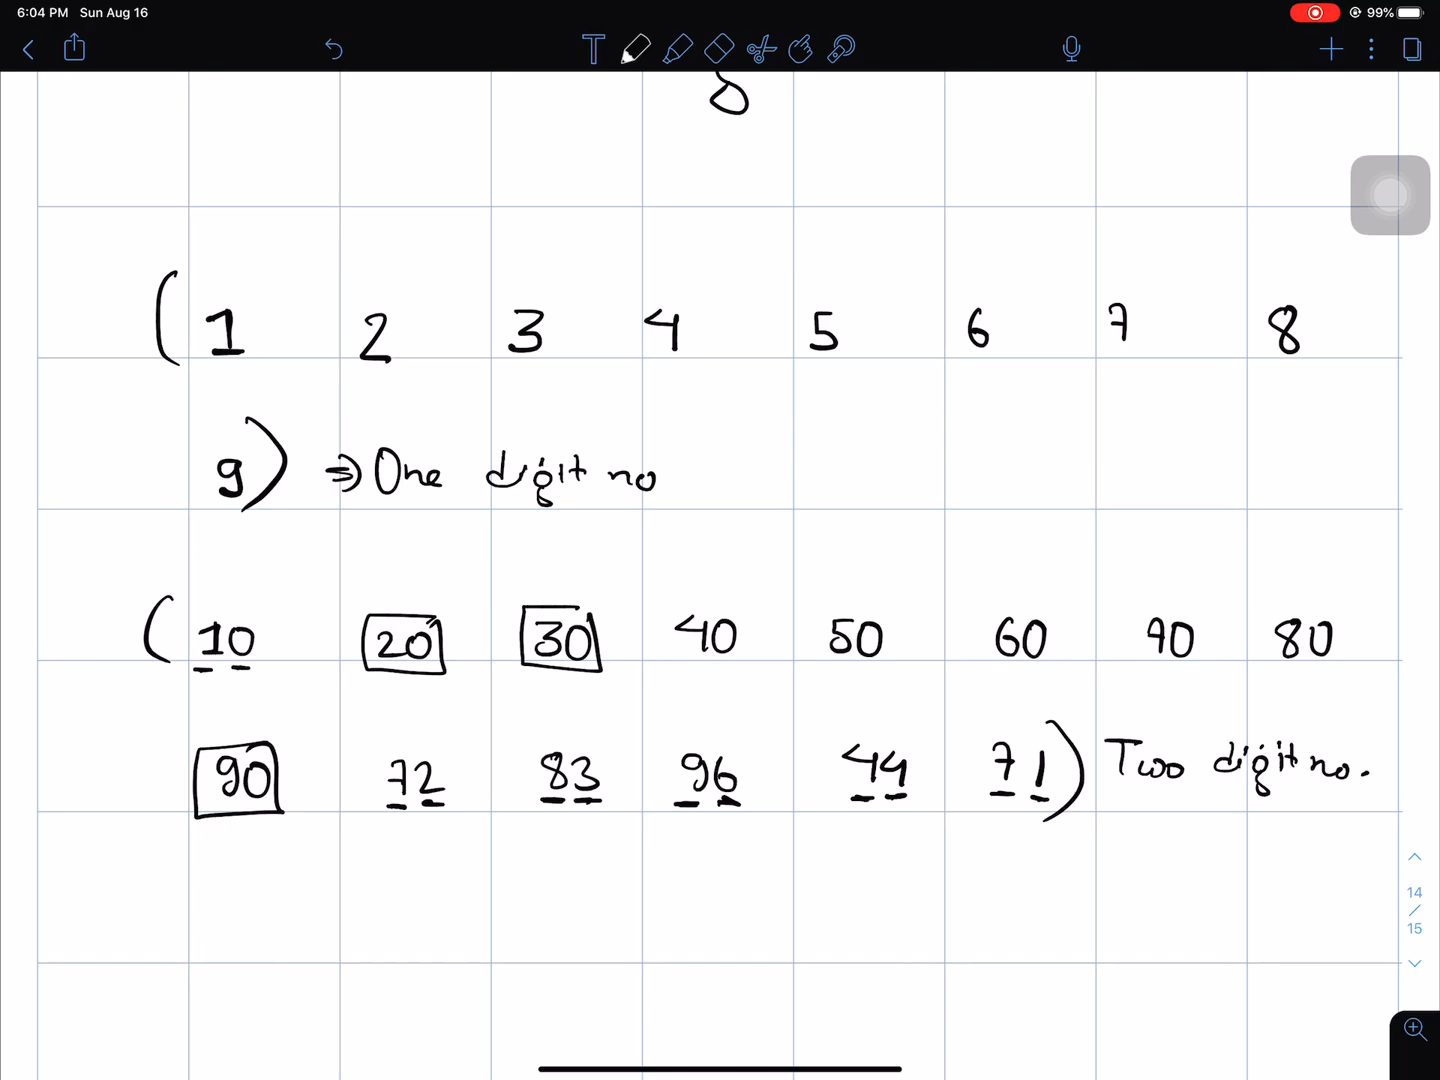 6:04 PM Sun Aug 16 99%
( 1 2 3 4 5 6 7 8
9) ⇒ One digit no
( 10 20 30 40 50 60 70 80
90 72 83 96 44 71) Two digit no.
14
/
15